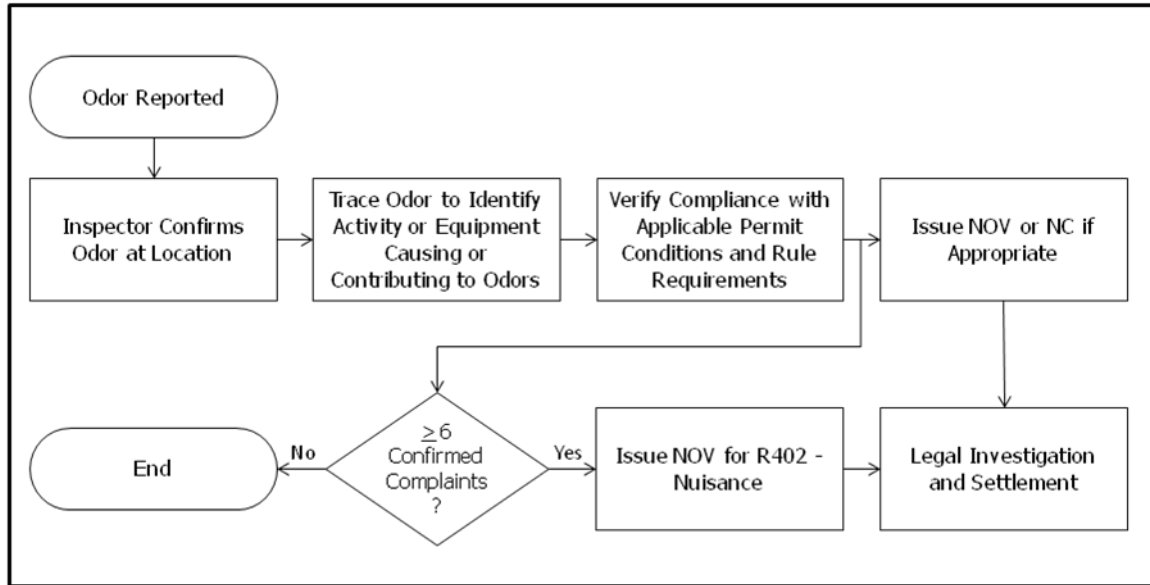 Odor Reported
Inspector Confirms
Odor at Location
Trace Odor to Identify
Activity or Equipment
Causing or
Contributing to Odors
Verify Compliance with
Applicable Permit
Conditions and Rule
Requirements
Issue NOV or NC if
Appropriate
End
No
≥6
Confirmed
Complaints
?
Yes
Issue NOV for R402 -
Nuisance
Legal Investigation
and Settlement